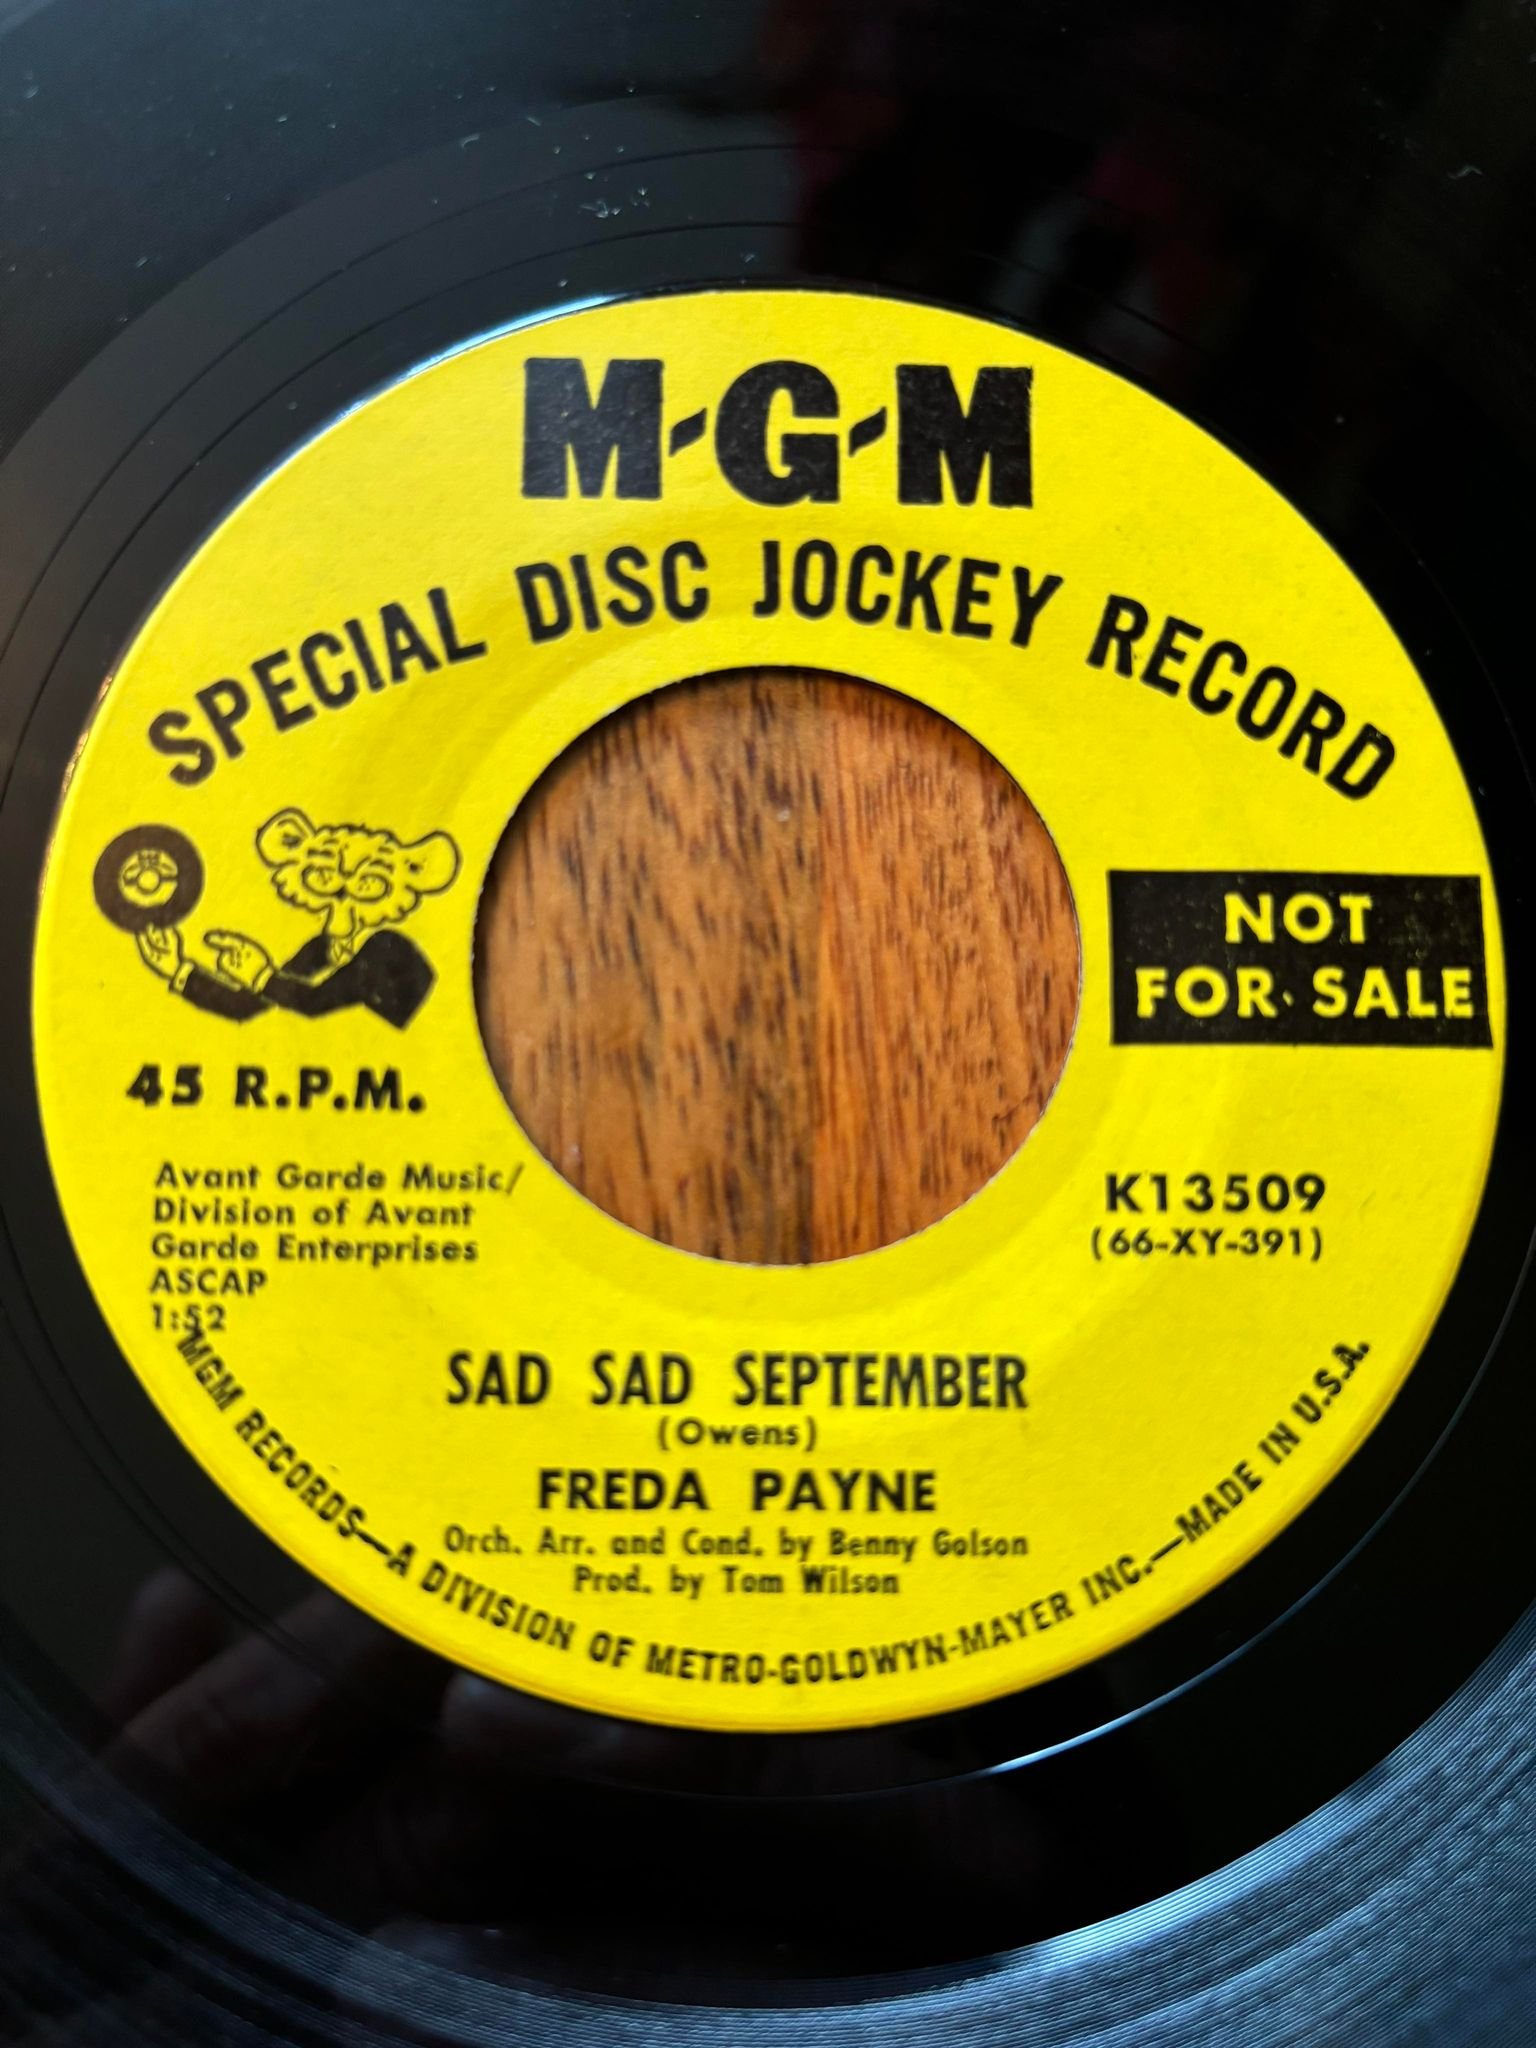 M-G-M
SPECIAL DISC JOCKEY RECORD
NOT
FOR SALE
45 R.P.M.
Avant Garde Music/
Division of Avant
Garde Enterprises
ASCAP
1:52
K13509
(66-XY-391)
SAD SAD SEPTEMBER
(Owens)
FREDA PAYNE
Orch. Arr. and Cond. by Benny Golson
Prod. by Tom Wilson
MGM RECORDS—A DIVISION OF METRO-GOLDWYN-MAYER INC.—MADE IN U.S.A.